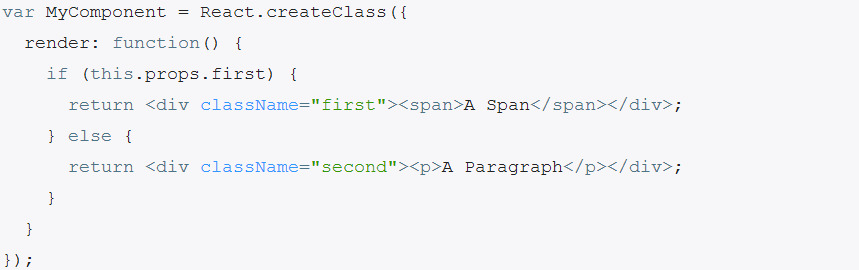 var MyComponent = React.createClass({
  render: function() {
    if (this.props.first) {
      return <div className="first"><span>A Span</span></div>;
    } else {
      return <div className="second"><p>A Paragraph</p></div>;
    }
  }
});